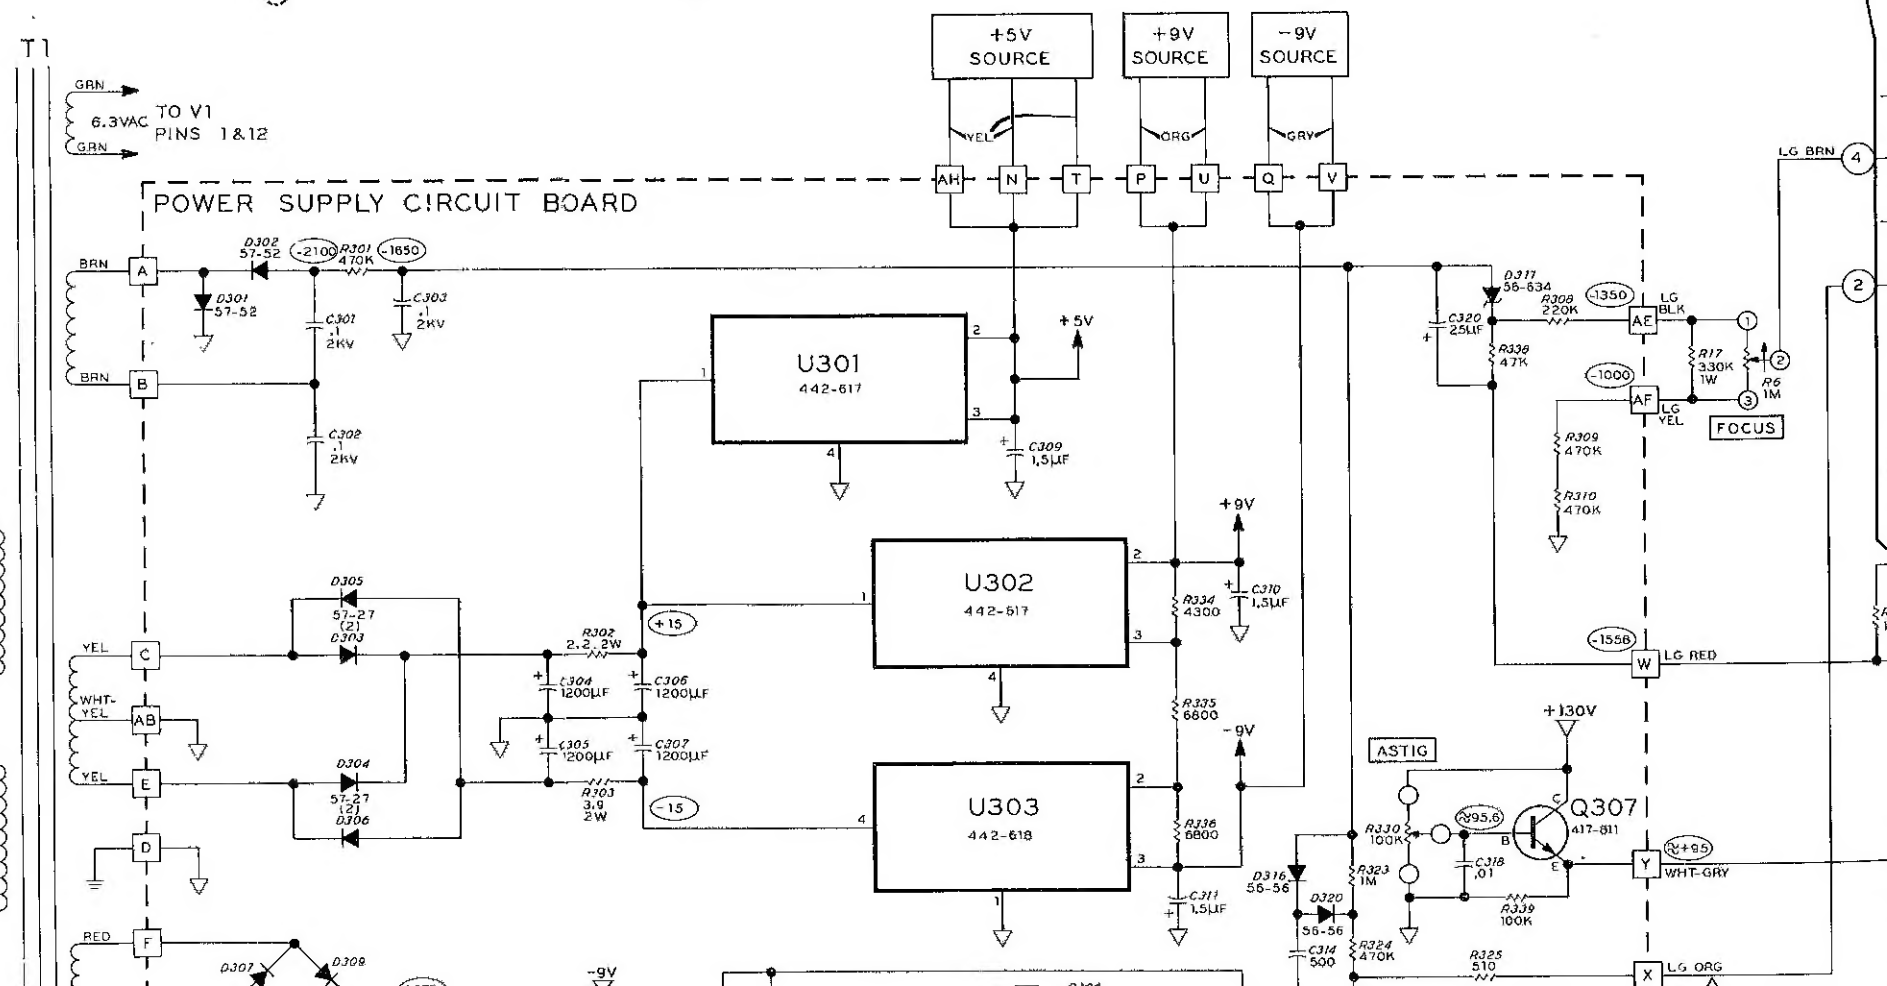 T1
GRN
6.3VAC
GRN
TO V1
PINS 1&12
+5V
SOURCE
+9V
SOURCE
-9V
SOURCE
YEL
ORG
GRY
AH
N
T
P
U
Q
V
LG BRN
4
2
POWER SUPPLY CIRCUIT BOARD
BRN
A
D302
57-52
-2100
R301
470K
-1650
D301
57-52
C301
.1
2KV
C303
.1
2KV
BRN
B
C302
.1
2KV
U301
442-617
1
2
3
4
+5V
C309
1.5µF
D317
56-634
C320
+
.25µF
R308
220K
R338
47K
-1350
AE
LG
BLK
R17
330K
1W
1
2
3
R6
1M
FOCUS
-1000
AF
LG
YEL
R309
470K
R310
470K
U302
442-617
1
2
3
4
+9V
+
C310
1.5µF
R334
4300
R335
6800
D305
57-27
(2)
D303
YEL
C
WHT-
YEL
AB
YEL
E
D304
57-27
(2)
D306
R302
2.2, 2W
+15
+
C304
1200µF
+
C306
1200µF
+
C305
1200µF
+
C307
1200µF
R303
3.9
2W
-15
D
U303
442-618
4
2
3
1
-9V
R336
6800
C311
+
1.5µF
-1558
W
LG RED
+130V
ASTIG
R330
100K
≈95.6
C318
.01
B
C
E
Q307
417-811
R339
100K
≈+95
Y
WHT-GRY
D316
56-56
D320
56-56
R323
1M
C314
500
R324
470K
R325
510
X
LG ORG
RED
F
D307
D309
-9V